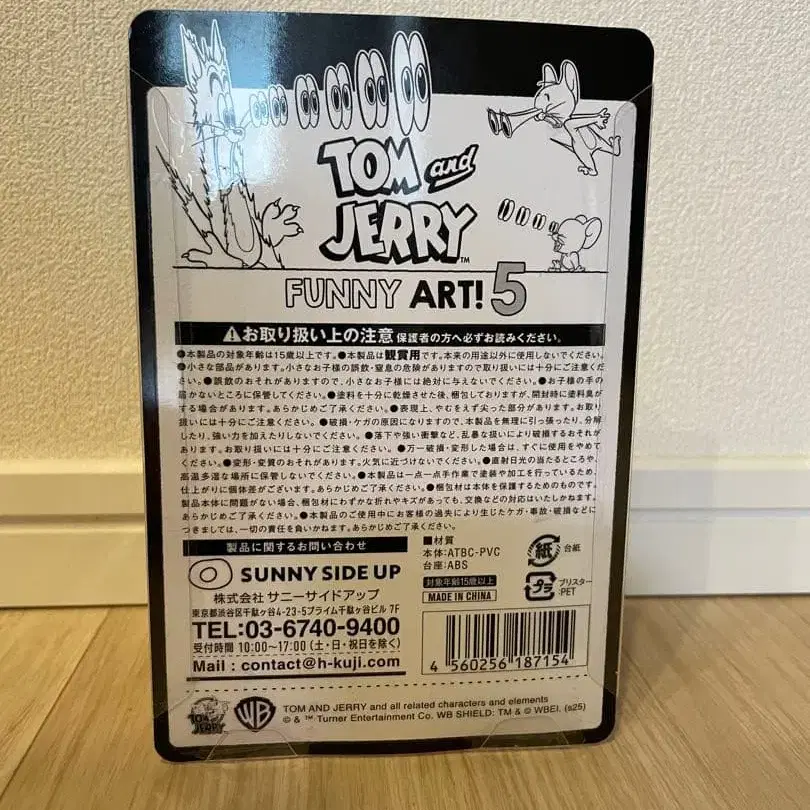 TOM and
JERRY™
FUNNY ART! 5
⚠お取り扱い上の注意 保護者の方へ必ずお読みください。
●本製品の対象年齢は15歳以上です。●本製品は観賞用です。本来の用途以外に使用しないでください。
●小さな部品があります。小さなお子様の誤飲・窒息の危険がありますので取り扱いには十分にご注意くださ
い。●誤飲のおそれがありますので、小さなお子様には絶対に与えないでください。●お子様の手の
届かないところに保管してください。●塗料を十分に乾燥させた後、梱包しておりますが、開封時に塗料臭が
する場合があります。あらかじめご了承ください。●表現上、やむをえず尖った部分があります。お取り
扱いには十分にご注意ください。●破損・ケガの原因になりますので、本製品を無理に引っ張ったり、分解
したり、強い力を加えたりしないでください。●落下や強い衝撃など、乱暴な扱いにより破損するおそれが
あります。お取り扱いには十分にご注意ください。●万一破損・変形した場合は、すぐに使用をやめて
ください。●変形・変質のおそれがあります。火気に近づけないでください。●直射日光の当たるところや、
高温多湿な場所に保管しないでください。●本製品は一点一点手作業で塗装や加工を行っているため、
仕上がりに個体差がございます。あらかじめご了承ください。●梱包材は本体を保護するためのものです。
製品本体に問題がない場合、梱包材にわずかな折れやキズがあっても、交換などの対応はいたしかねます。
あらかじめご了承ください。●本製品のご使用中にお客様の過失により生じたケガ・事故・破損などに
つきましては、一切の責任を負いかねます。あらかじめご了承ください。
製品に関するお問い合わせ
SUNNY SIDE UP
株式会社 サニーサイドアップ
東京都渋谷区千駄ヶ谷4-23-5プライム千駄ヶ谷ビル 7F
TEL:03-6740-9400
受付時間 10:00〜17:00 (土・日・祝日を除く)
Mail : contact@h-kuji.com
■材質
本体:ATBC-PVC
台座:ABS
対象年齢15歳以上
MADE IN CHINA
紙 台紙
プラ ブリスター
:PET
4 560256 187154
TOM and JERRY
WB
TOM AND JERRY and all related characters and elements
© & ™ Turner Entertainment Co. WB SHIELD: TM & © WBEI. (s25)